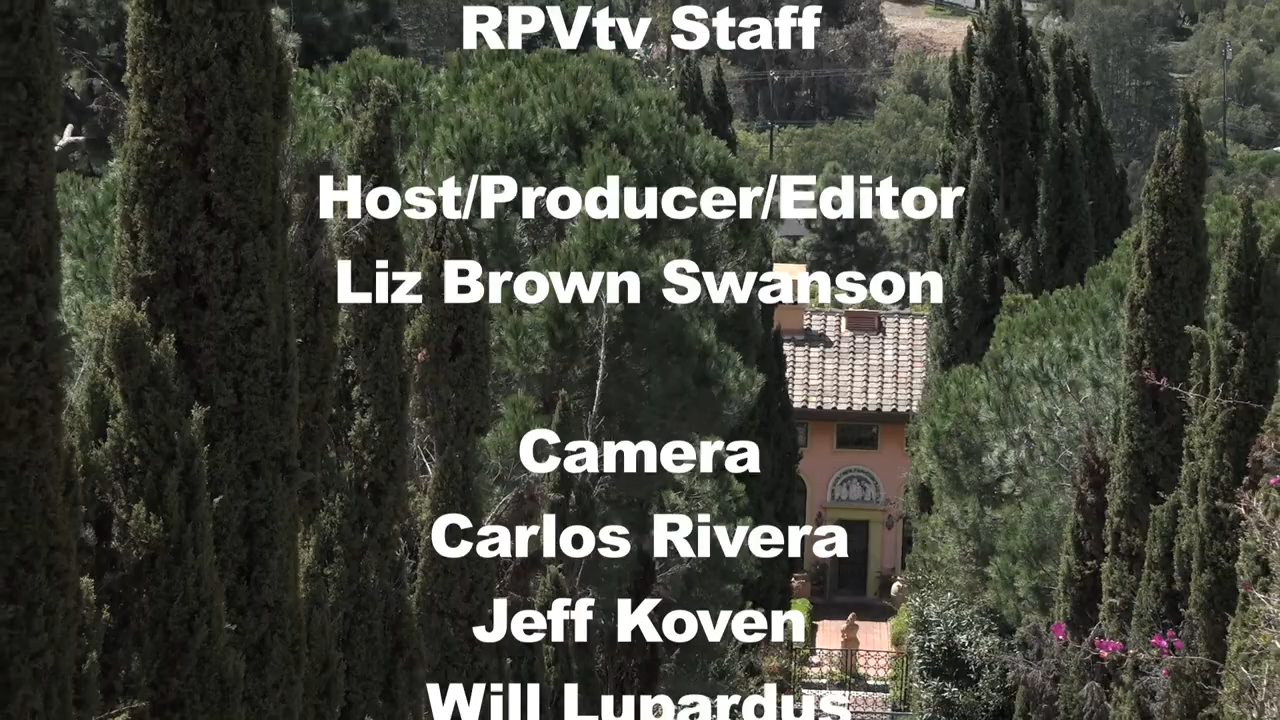 RPVtv Staff
Host/Producer/Editor
Liz Brown Swanson
Camera
Carlos Rivera
Jeff Koven
Will Lupardus